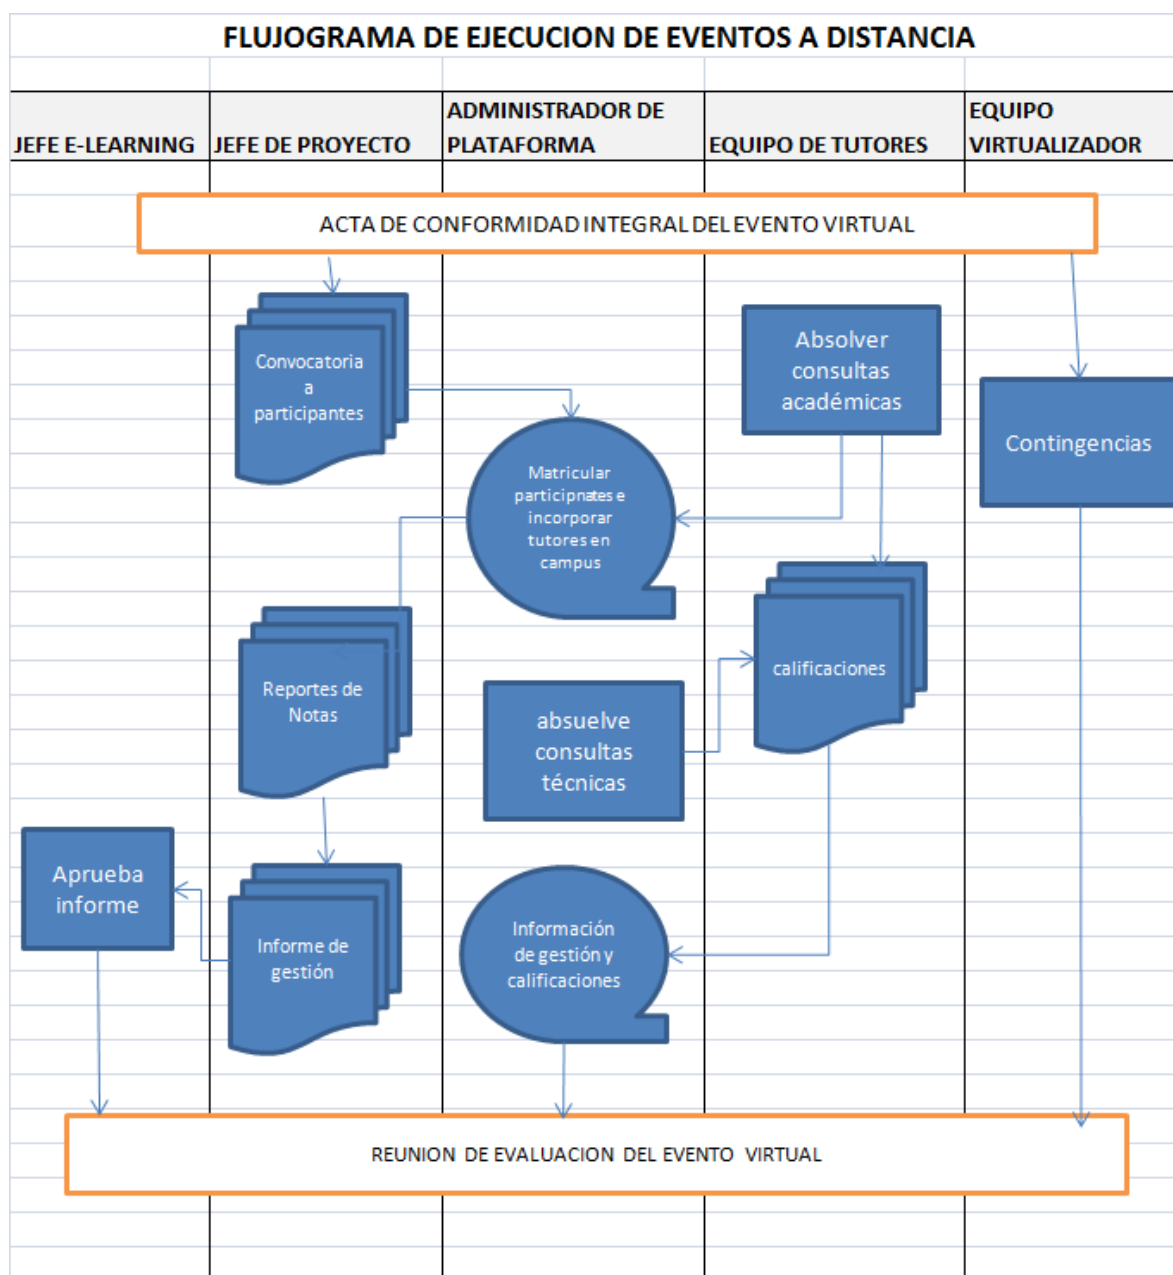 FLUJOGRAMA DE EJECUCION DE EVENTOS A DISTANCIA
JEFE E-LEARNING
JEFE DE PROYECTO
ADMINISTRADOR DE
PLATAFORMA
EQUIPO DE TUTORES
EQUIPO
VIRTUALIZADOR
ACTA DE CONFORMIDAD INTEGRAL DEL EVENTO VIRTUAL
Convocatoria
a
participantes
Absolver
consultas
académicas
Contingencias
Matricular
participnates e
incorporar
tutores en
campus
calificaciones
Reportes de
Notas
absuelve
consultas
técnicas
Aprueba
informe
Informe de
gestión
Información
de gestión y
calificaciones
REUNION DE EVALUACION DEL EVENTO VIRTUAL